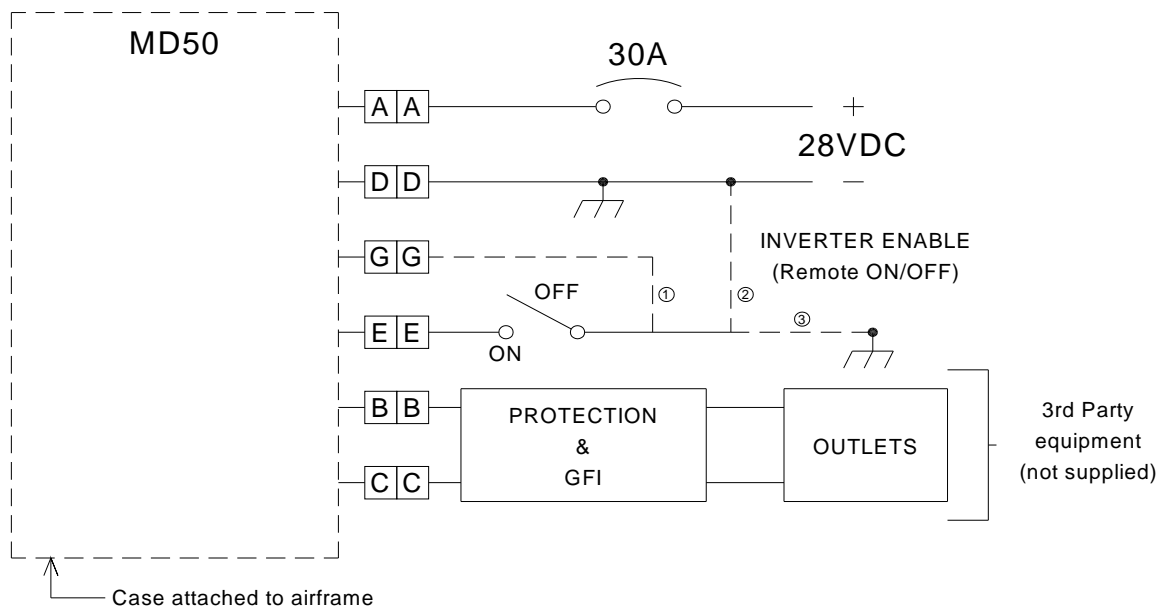 MD50
30A
A A
+
28VDC
D D
−
INVERTER ENABLE
(Remote ON/OFF)
G G
①
②
③
OFF
E E
ON
B B
C C
PROTECTION
&
GFI
OUTLETS
3rd Party
equipment
(not supplied)
Case attached to airframe